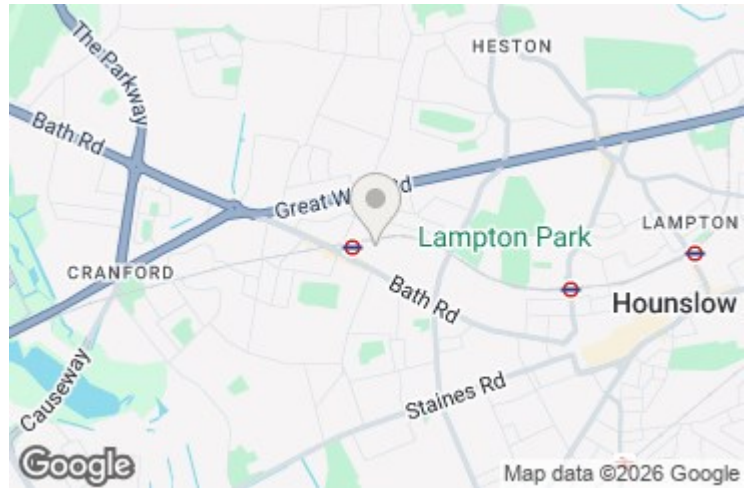 HESTON
The Parkway
Bath Rd
Great W
d
Lampton Park
LAMPTON
CRANFORD
Bath Rd
Hounslow
Causeway
Staines Rd
Google
Map data ©2026 Google